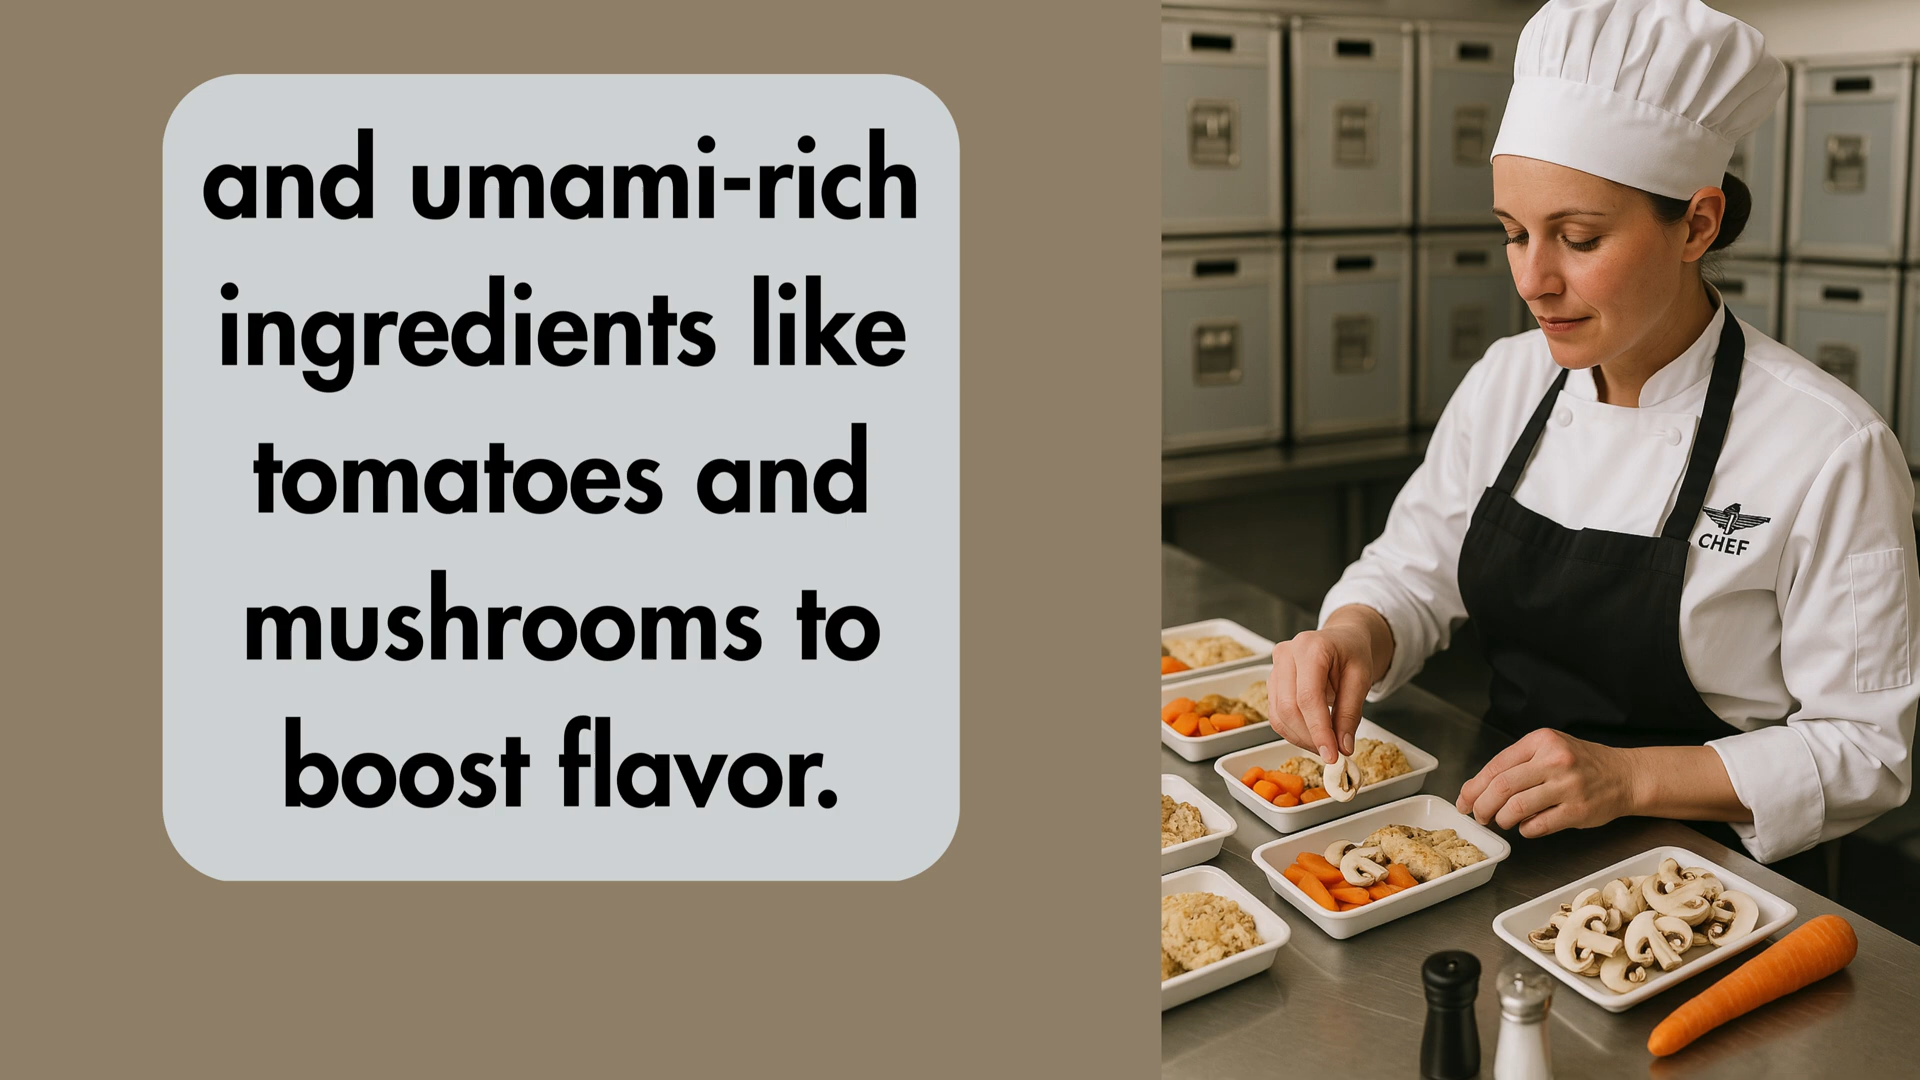 and umami-rich
ingredients like
tomatoes and
mushrooms to
boost flavor.
CHEF